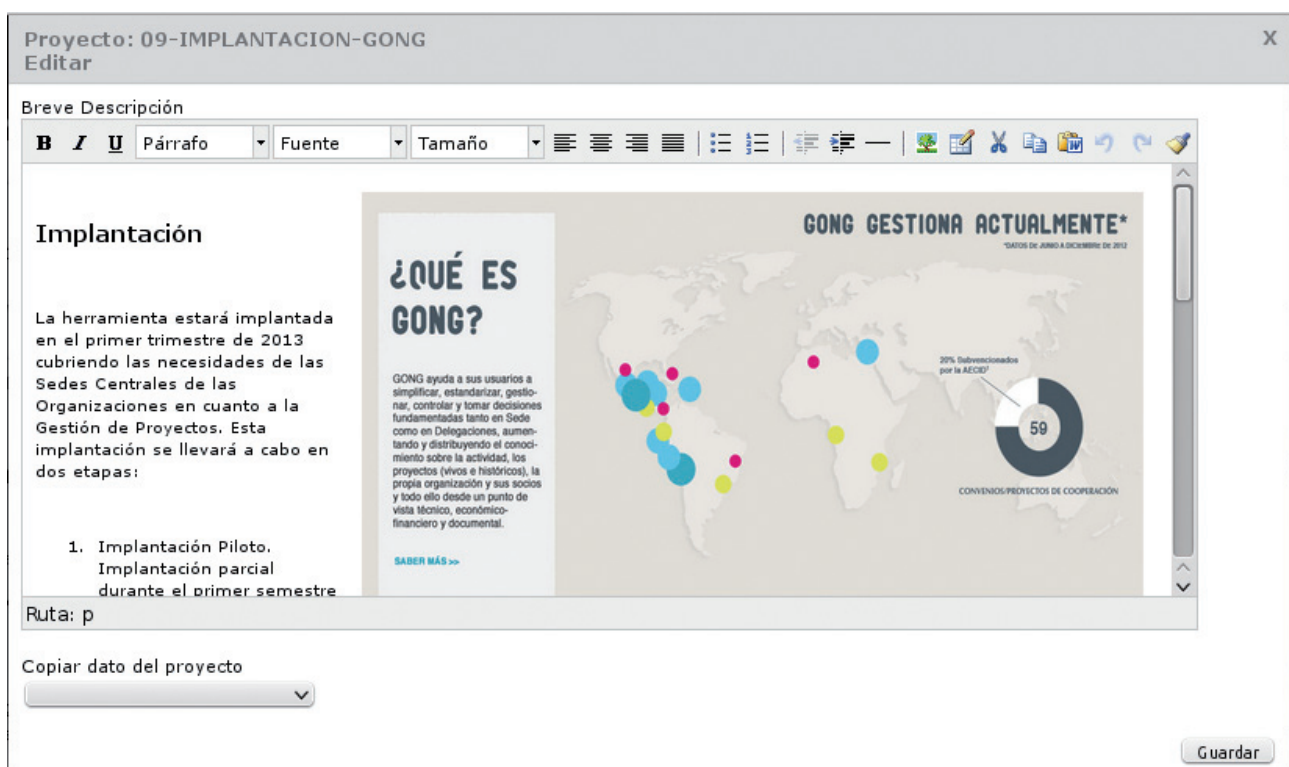 Proyecto: 09-IMPLANTACION-GONG
Editar
X
Breve Descripción
B I U Párrafo Fuente Tamaño
Implantación
La herramienta estará implantada
en el primer trimestre de 2013
cubriendo las necesidades de las
Sedes Centrales de las
Organizaciones en cuanto a la
Gestión de Proyectos. Esta
implantación se llevará a cabo en
dos etapas:
1. Implantación Piloto.
Implantación parcial
durante el primer semestre
¿QUÉ ES
GONG?
GONG ayuda a sus usuarios a
simplificar, estandarizar, gestio-
nar, controlar y tomar decisiones
fundamentadas tanto en Sede
como en Delegaciones, aumen-
tando y distribuyendo el conoci-
miento sobre la actividad, los
proyectos (vivos e históricos), la
propia organización y sus socios
y todo ello desde un punto de
vista técnico, económico-
financiero y documental.
SABER MÁS >>
GONG GESTIONA ACTUALMENTE*
*DATOS DE JUNIO A DICIEMBRE DE 2012
20% Subvencionados
por la AECID¹
59
CONVENIOS/PROYECTOS DE COOPERACIÓN
Ruta: p
Copiar dato del proyecto
Guardar